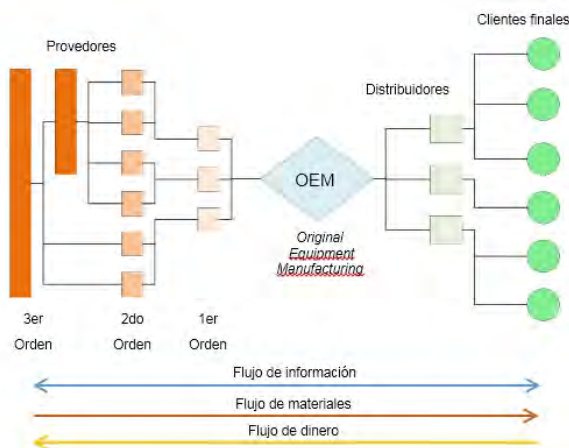 Clientes finales
Provedores
Distribuidores
OEM
Original
Equipment
Manufacturing
3er
Orden
2do
Orden
1er
Orden
Flujo de información
Flujo de materiales
Flujo de dinero